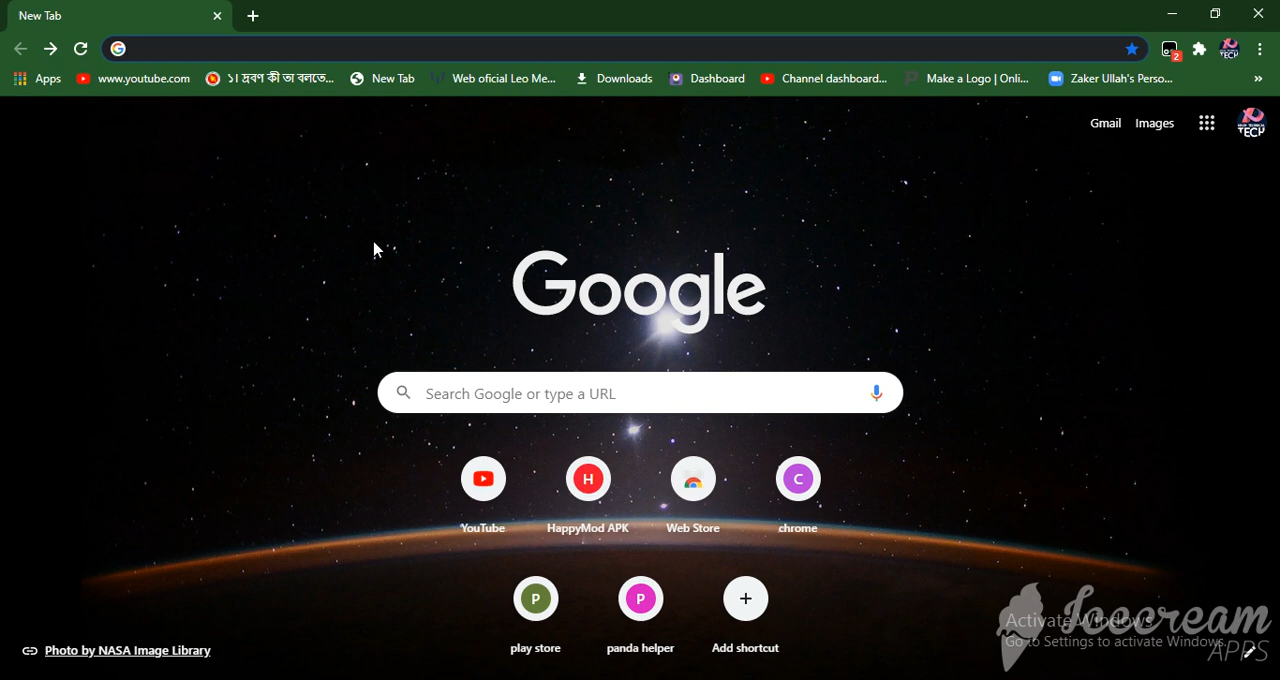 New Tab
Apps www.youtube.com ১। দ্রবণ কী তা বলতে... New Tab Web oficial Leo Me... Downloads Dashboard Channel dashboard... Make a Logo | Onli... Zaker Ullah's Perso... »
2
TECH
Gmail Images
TECH
Google
Search Google or type a URL
H C
YouTube HappyMod APK Web Store chrome
P P
play store panda helper Add shortcut
Photo by NASA Image Library
Activate Windows
Go to Settings to activate Windows.
Icecream
APPS